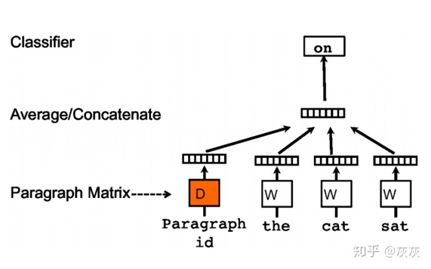 Classifier
on
Average/Concatenate
Paragraph Matrix
D
W
W
W
Paragraph
id
the
cat
sat
知乎 @灰灰